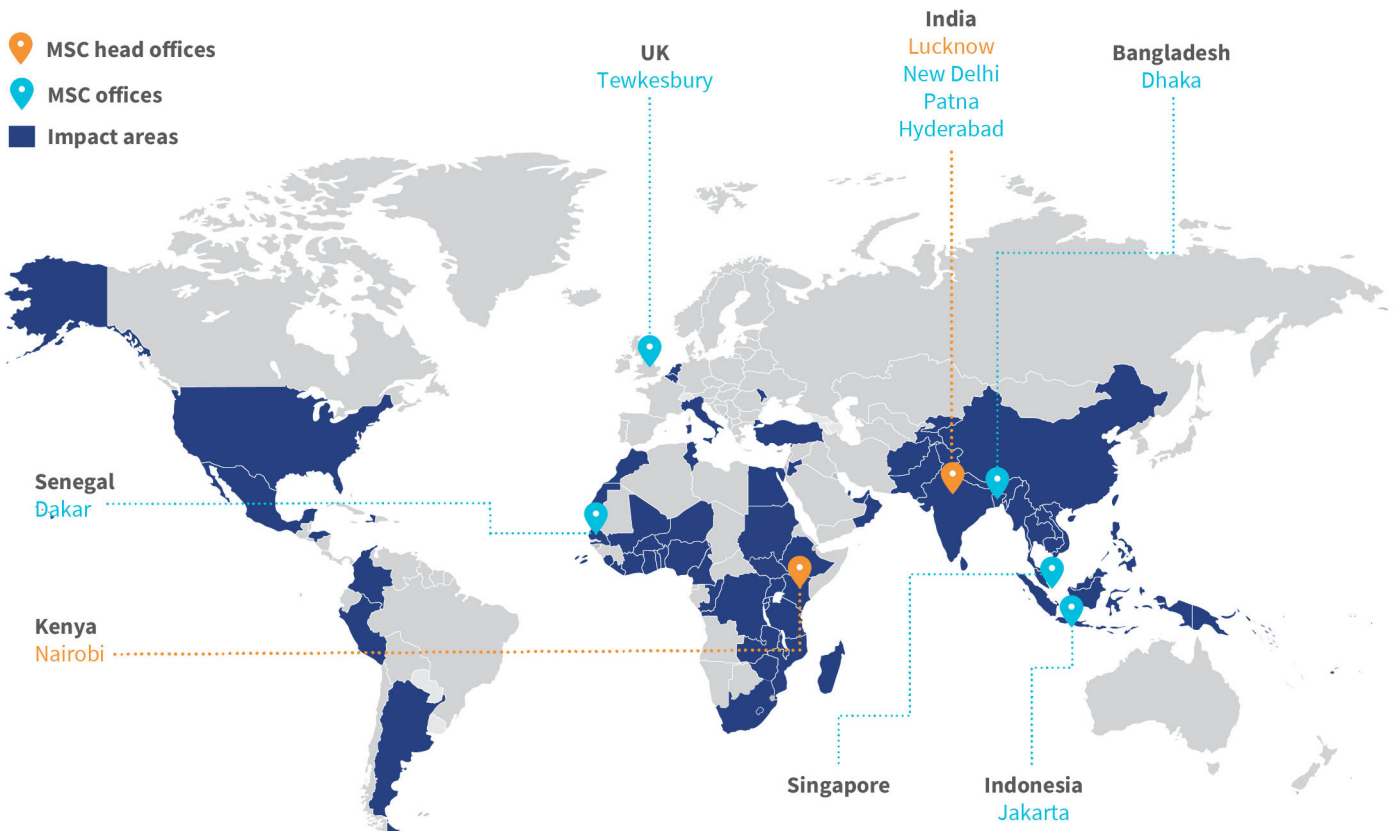 MSC head offices
MSC offices
Impact areas
UK
Tewkesbury
India
Lucknow
New Delhi
Patna
Hyderabad
Bangladesh
Dhaka
Senegal
Dakar
Kenya
Nairobi
Singapore
Indonesia
Jakarta